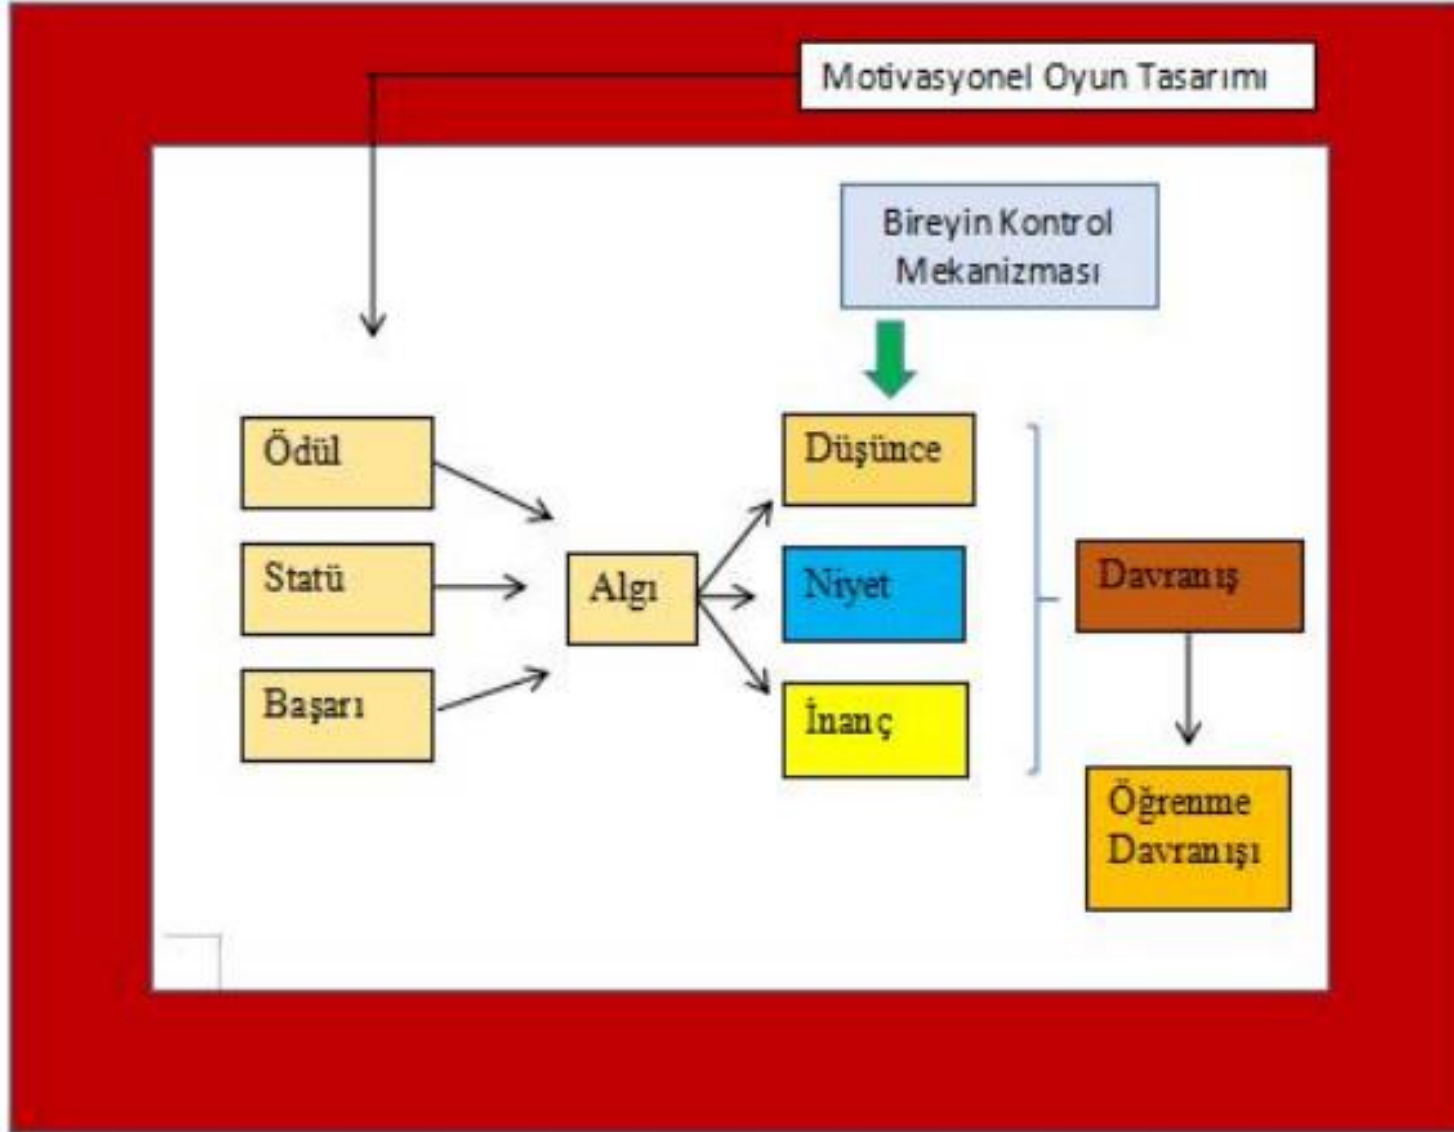 Motivasyonel Oyun Tasarımı
Bireyin Kontrol
Mekanizması
Ödül
Statü
Başarı
Algı
Düşünce
Niyet
İnanç
Davranış
Öğrenme
Davranışı